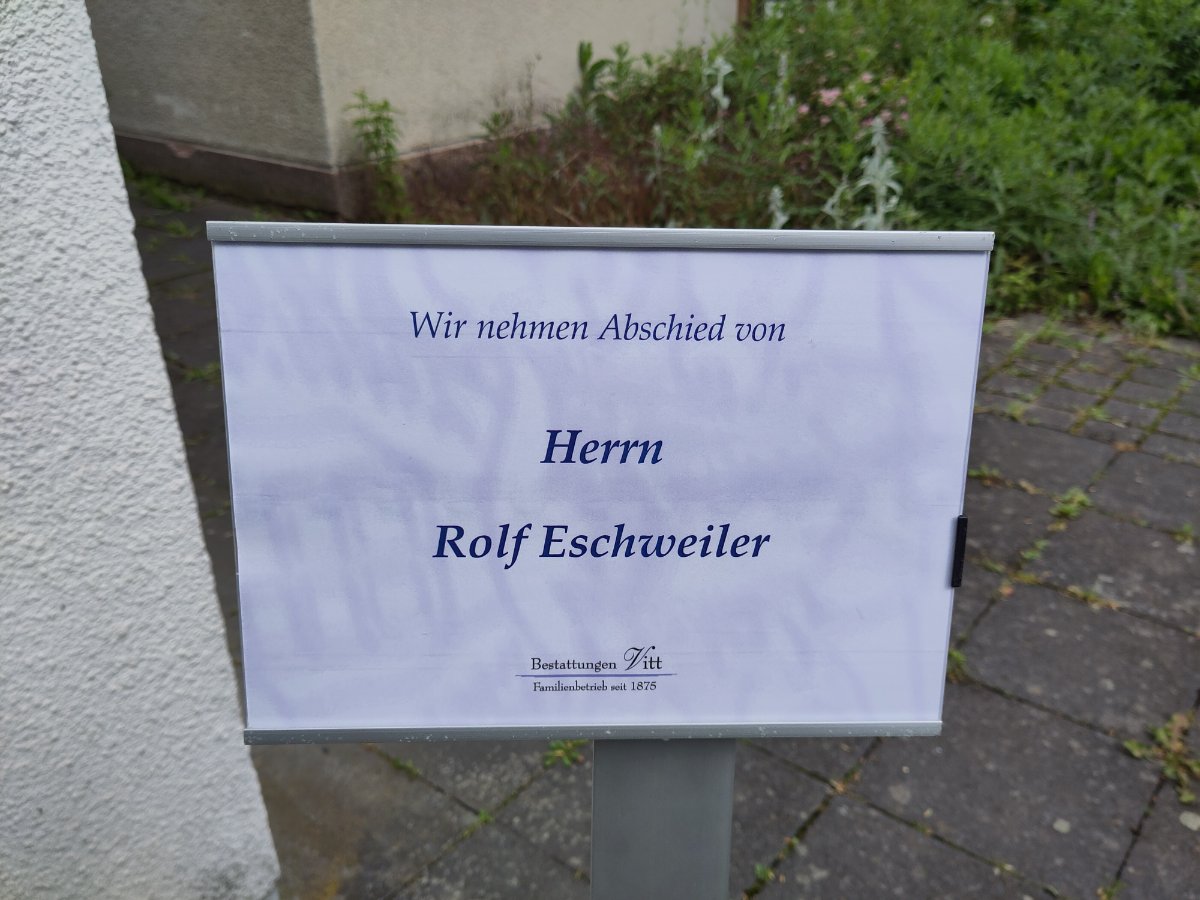 Wir nehmen Abschied von
Herrn
Rolf Eschweiler
Bestattungen Vitt
Familienbetrieb seit 1875